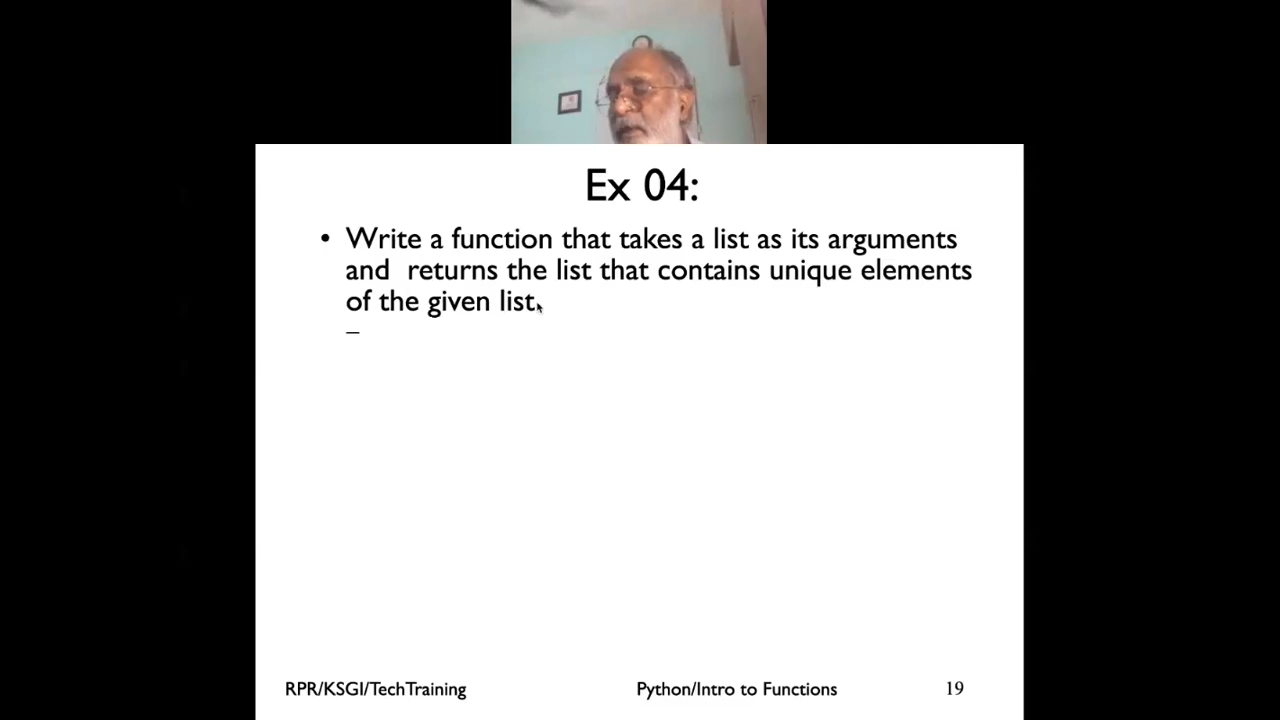 Ex 04:
• Write a function that takes a list as its arguments
and returns the list that contains unique elements
of the given list.
–
RPR/KSGI/TechTraining Python/Intro to Functions 19